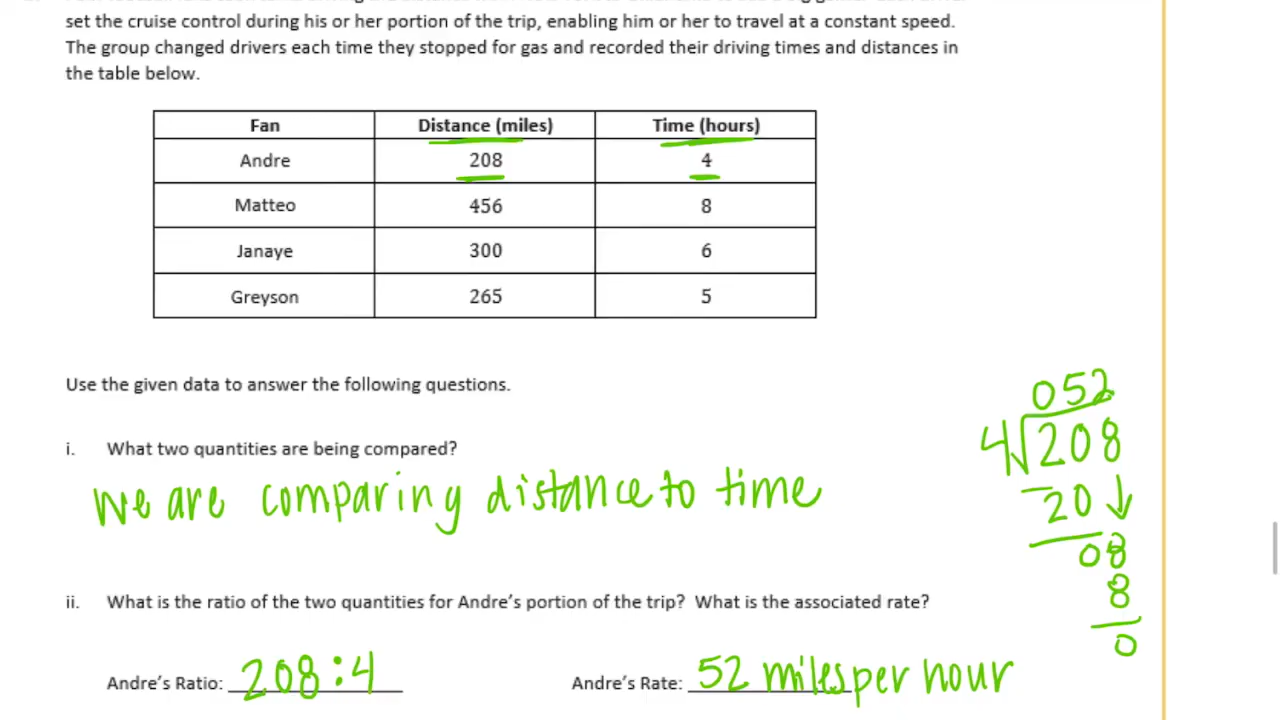 set the cruise control during his or her portion of the trip, enabling him or her to travel at a constant speed.
The group changed drivers each time they stopped for gas and recorded their driving times and distances in
the table below.
Fan Distance (miles) Time (hours)
Andre 208 4
Matteo 456 8
Janaye 300 6
Greyson 265 5
Use the given data to answer the following questions.
i. What two quantities are being compared?
we are comparing distance to time
052
4 208
- 20
08
8
0
ii. What is the ratio of the two quantities for Andre's portion of the trip? What is the associated rate?
Andre's Ratio: 208:4 Andre's Rate: 52 miles per hour